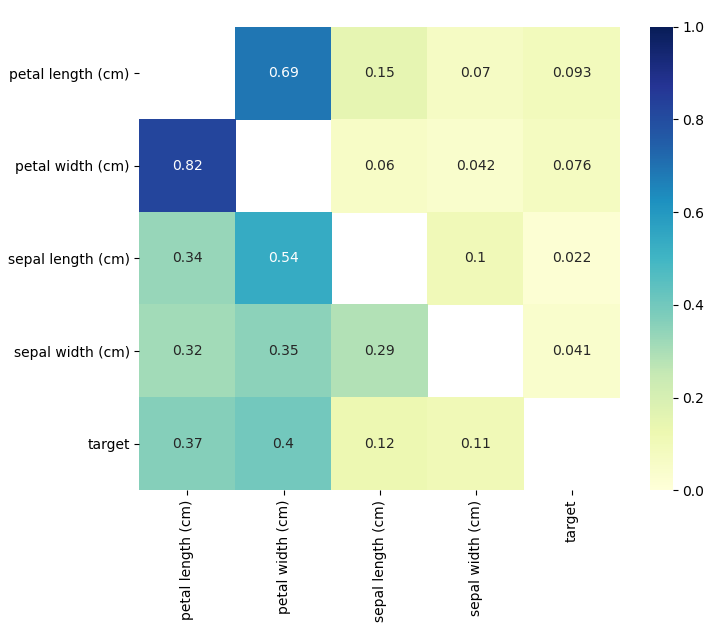 petal length (cm) 0.69 0.15 0.07 0.093
petal width (cm) 0.82 0.06 0.042 0.076
sepal length (cm) 0.34 0.54 0.1 0.022
sepal width (cm) 0.32 0.35 0.29 0.041
target 0.37 0.4 0.12 0.11
petal length (cm)
petal width (cm)
sepal length (cm)
sepal width (cm)
target
1.0
0.8
0.6
0.4
0.2
0.0